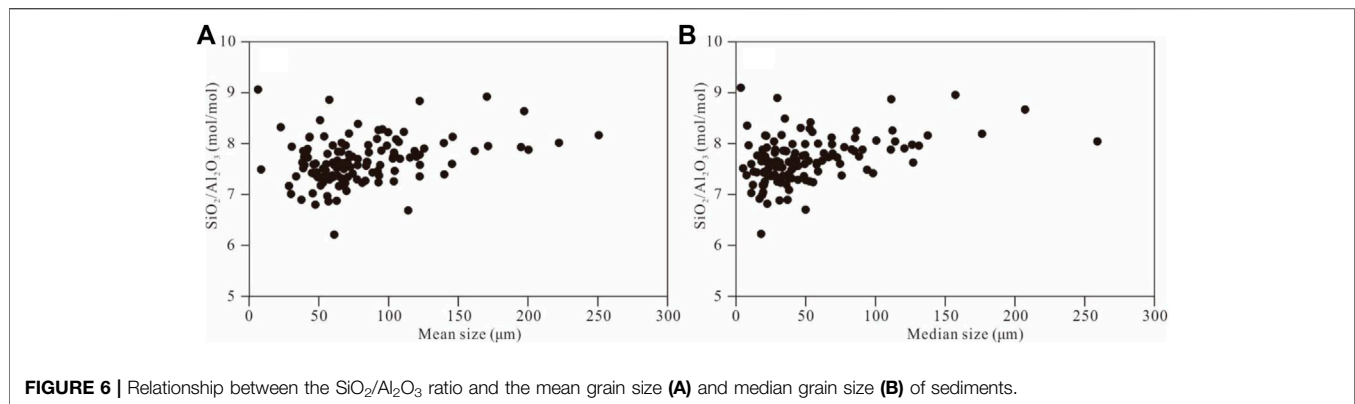 A
10
9
8
7
6
5
SiO₂/Al₂O₃ (mol/mol)
0 50 100 150 200 250 300
Mean size (μm)
B
10
9
8
7
6
5
SiO₂/Al₂O₃ (mol/mol)
0 50 100 150 200 250 300
Median size (μm)
FIGURE 6 | Relationship between the SiO₂/Al₂O₃ ratio and the mean grain size (A) and median grain size (B) of sediments.